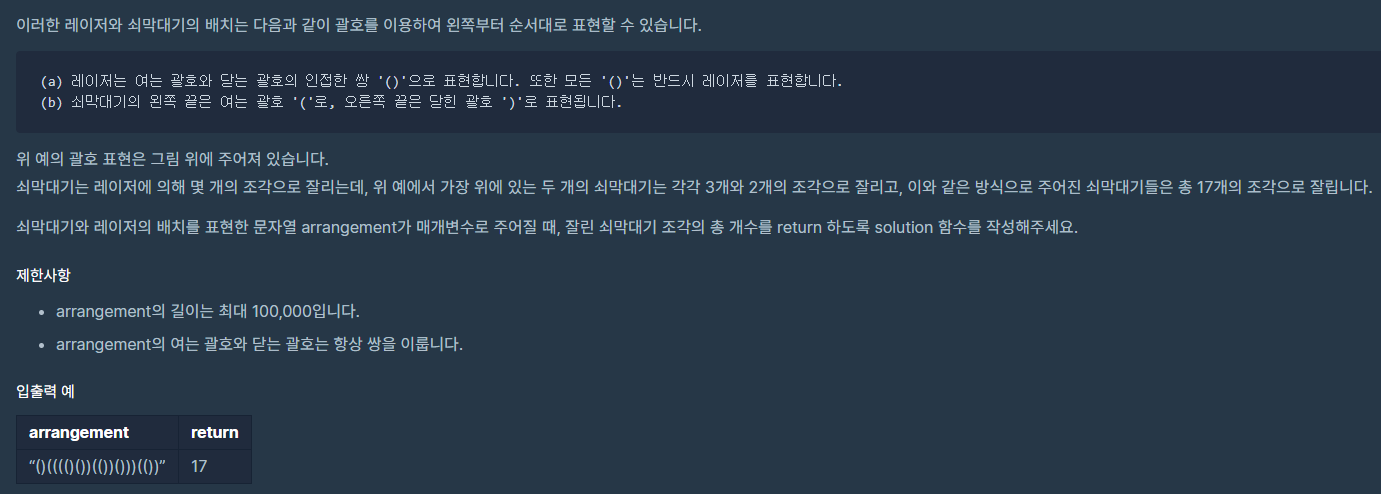 이러한 레이저와 쇠막대기의 배치는 다음과 같이 괄호를 이용하여 왼쪽부터 순서대로 표현할 수 있습니다.
(a) 레이저는 여는 괄호와 닫는 괄호의 인접한 쌍 '()'으로 표현합니다. 또한 모든 '()'는 반드시 레이저를 표현합니다.
(b) 쇠막대기의 왼쪽 끝은 여는 괄호 '('로, 오른쪽 끝은 닫힌 괄호 ')'로 표현됩니다.
위 예의 괄호 표현은 그림 위에 주어져 있습니다.
쇠막대기는 레이저에 의해 몇 개의 조각으로 잘리는데, 위 예에서 가장 위에 있는 두 개의 쇠막대기는 각각 3개와 2개의 조각으로 잘리고, 이와 같은 방식으로 주어진 쇠막대기들은 총 17개의 조각으로 잘립니다.
쇠막대기와 레이저의 배치를 표현한 문자열 arrangement가 매개변수로 주어질 때, 잘린 쇠막대기 조각의 총 개수를 return 하도록 solution 함수를 작성해주세요.
제한사항
• arrangement의 길이는 최대 100,000입니다.
• arrangement의 여는 괄호와 닫는 괄호는 항상 쌍을 이룹니다.
입출력 예
arrangement return
“()(((()())(())()))(())” 17